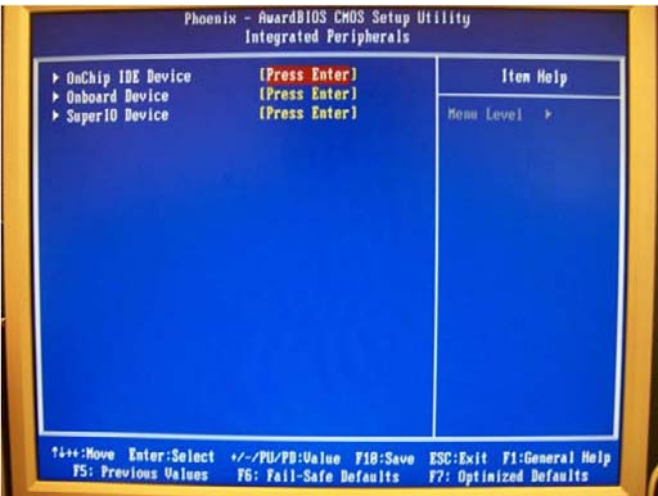 Phoenix - AwardBIOS CMOS Setup Utility
Integrated Peripherals
▶ OnChip IDE Device [Press Enter]
▶ Onboard Device [Press Enter]
▶ SuperIO Device [Press Enter]
Item Help
Menu Level ▶
↑↓→←:Move Enter:Select +/-/PU/PD:Value F10:Save ESC:Exit F1:General Help
F5: Previous Values F6: Fail-Safe Defaults F7: Optimized Defaults